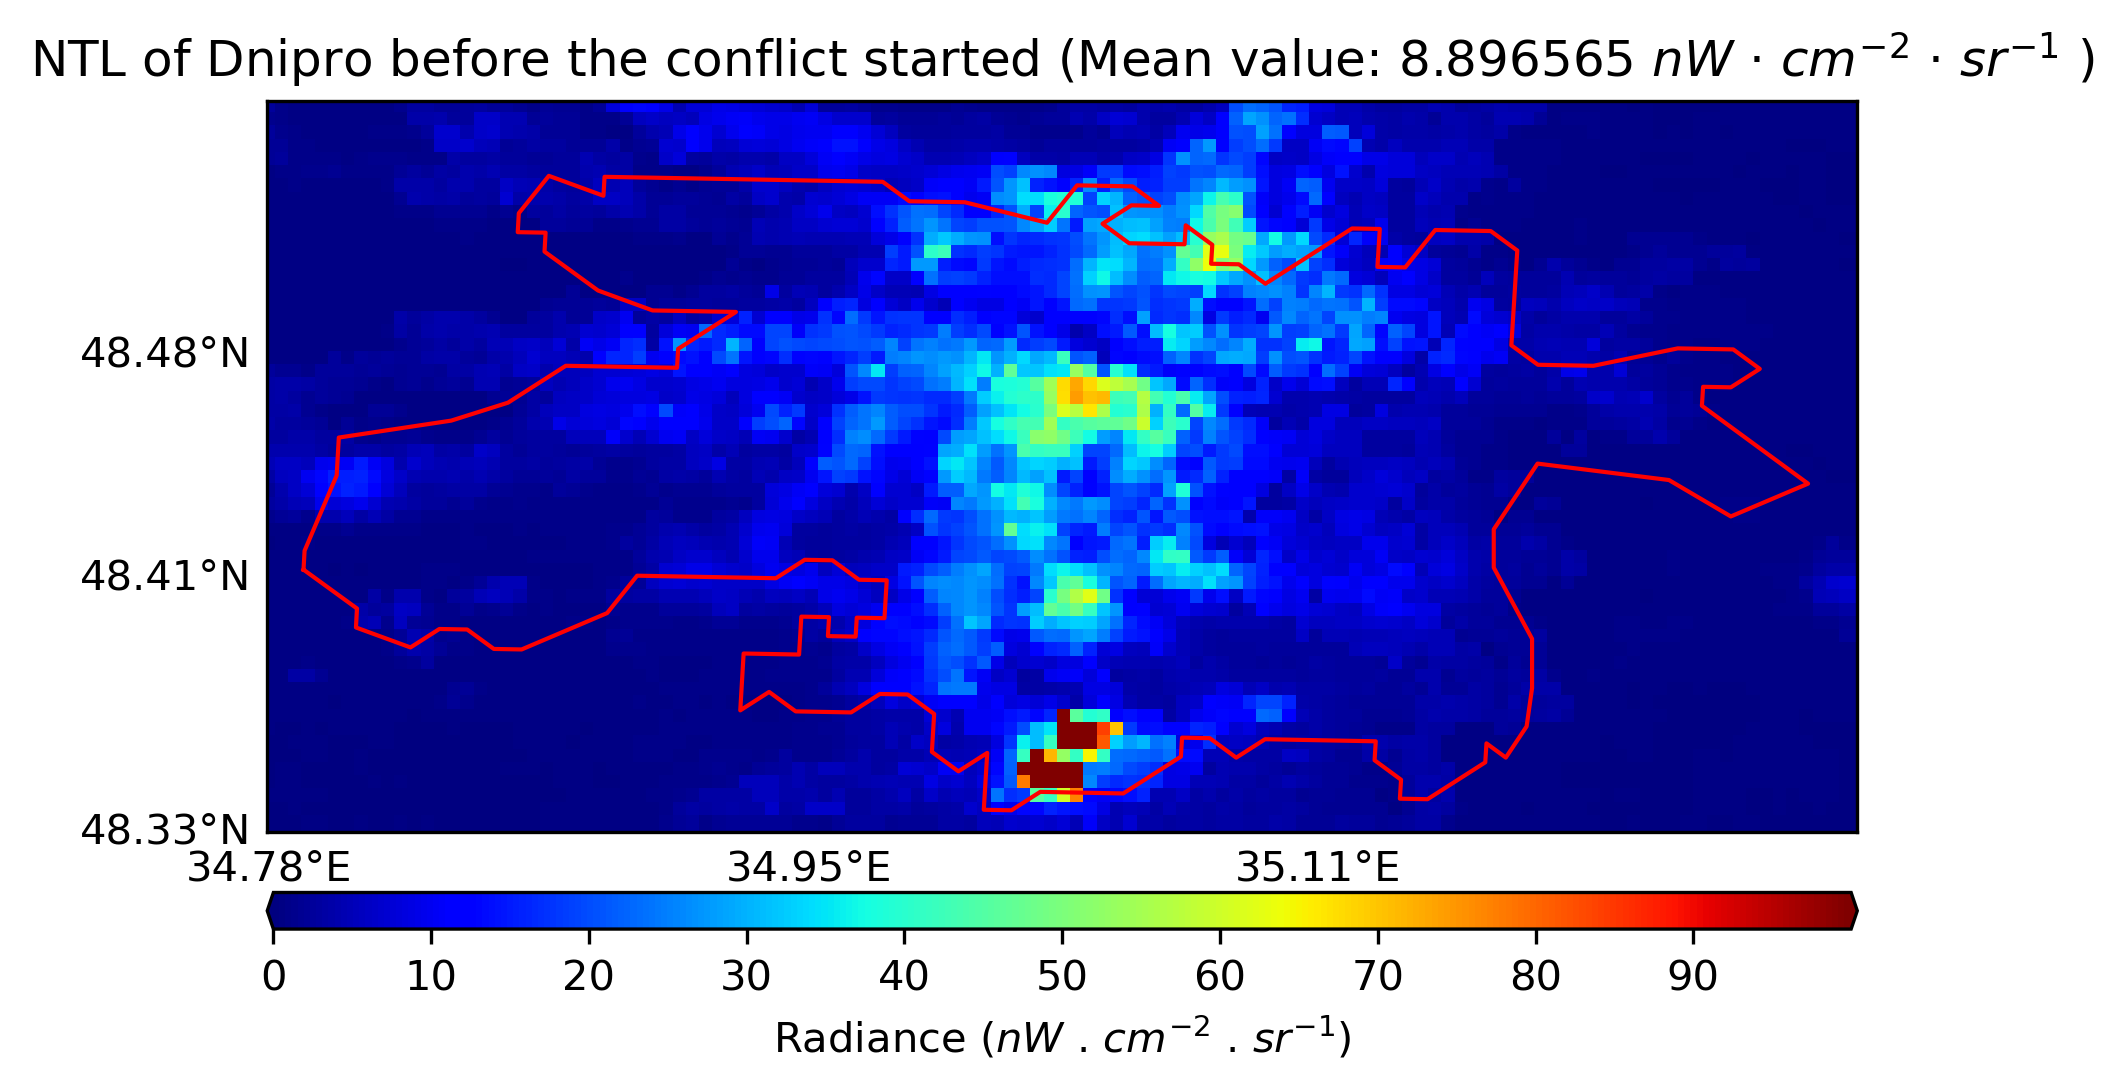 NTL of Dnipro before the conflict started (Mean value: 8.896565 nW · cm⁻² · sr⁻¹ )
48.48°N
48.41°N
48.33°N
34.78°E 34.95°E 35.11°E
0 10 20 30 40 50 60 70 80 90
Radiance (nW . cm⁻² . sr⁻¹)